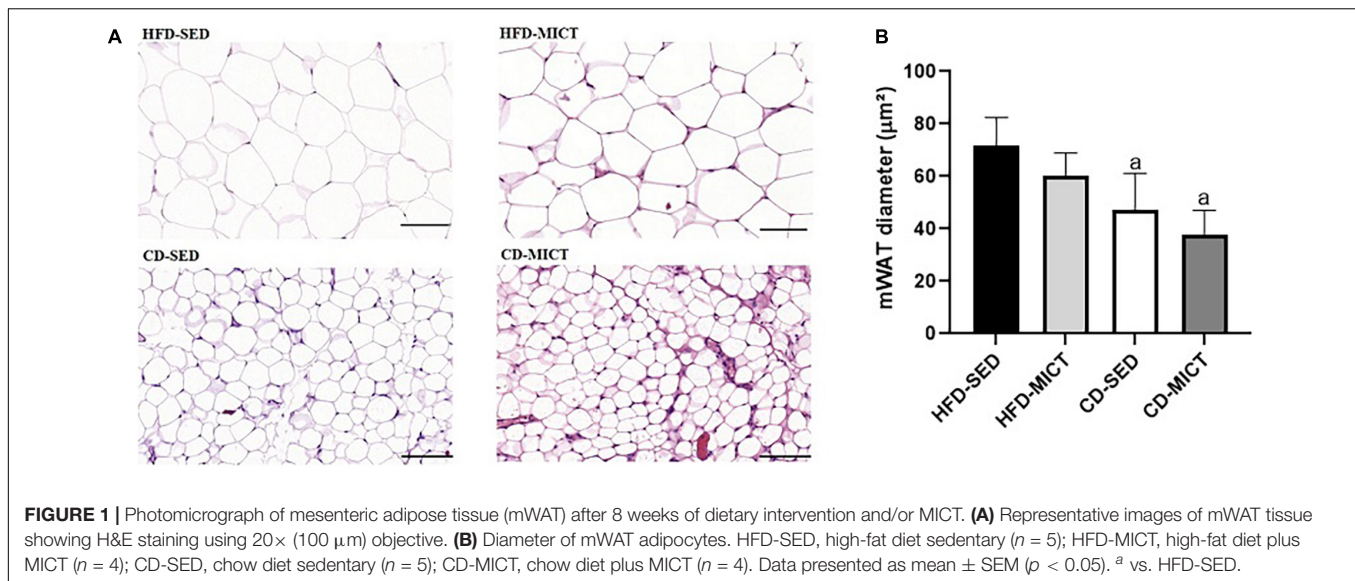 A
HFD-SED
HFD-MICT
CD-SED
CD-MICT
B
mWAT diameter (µm²)
100
80
60
40
20
0
a
a
HFD-SED
HFD-MICT
CD-SED
CD-MICT
FIGURE 1 | Photomicrograph of mesenteric adipose tissue (mWAT) after 8 weeks of dietary intervention and/or MICT. (A) Representative images of mWAT tissue
showing H&E staining using 20× (100 µm) objective. (B) Diameter of mWAT adipocytes. HFD-SED, high-fat diet sedentary (n = 5); HFD-MICT, high-fat diet plus
MICT (n = 4); CD-SED, chow diet sedentary (n = 5); CD-MICT, chow diet plus MICT (n = 4). Data presented as mean ± SEM (p < 0.05). ᵃ vs. HFD-SED.